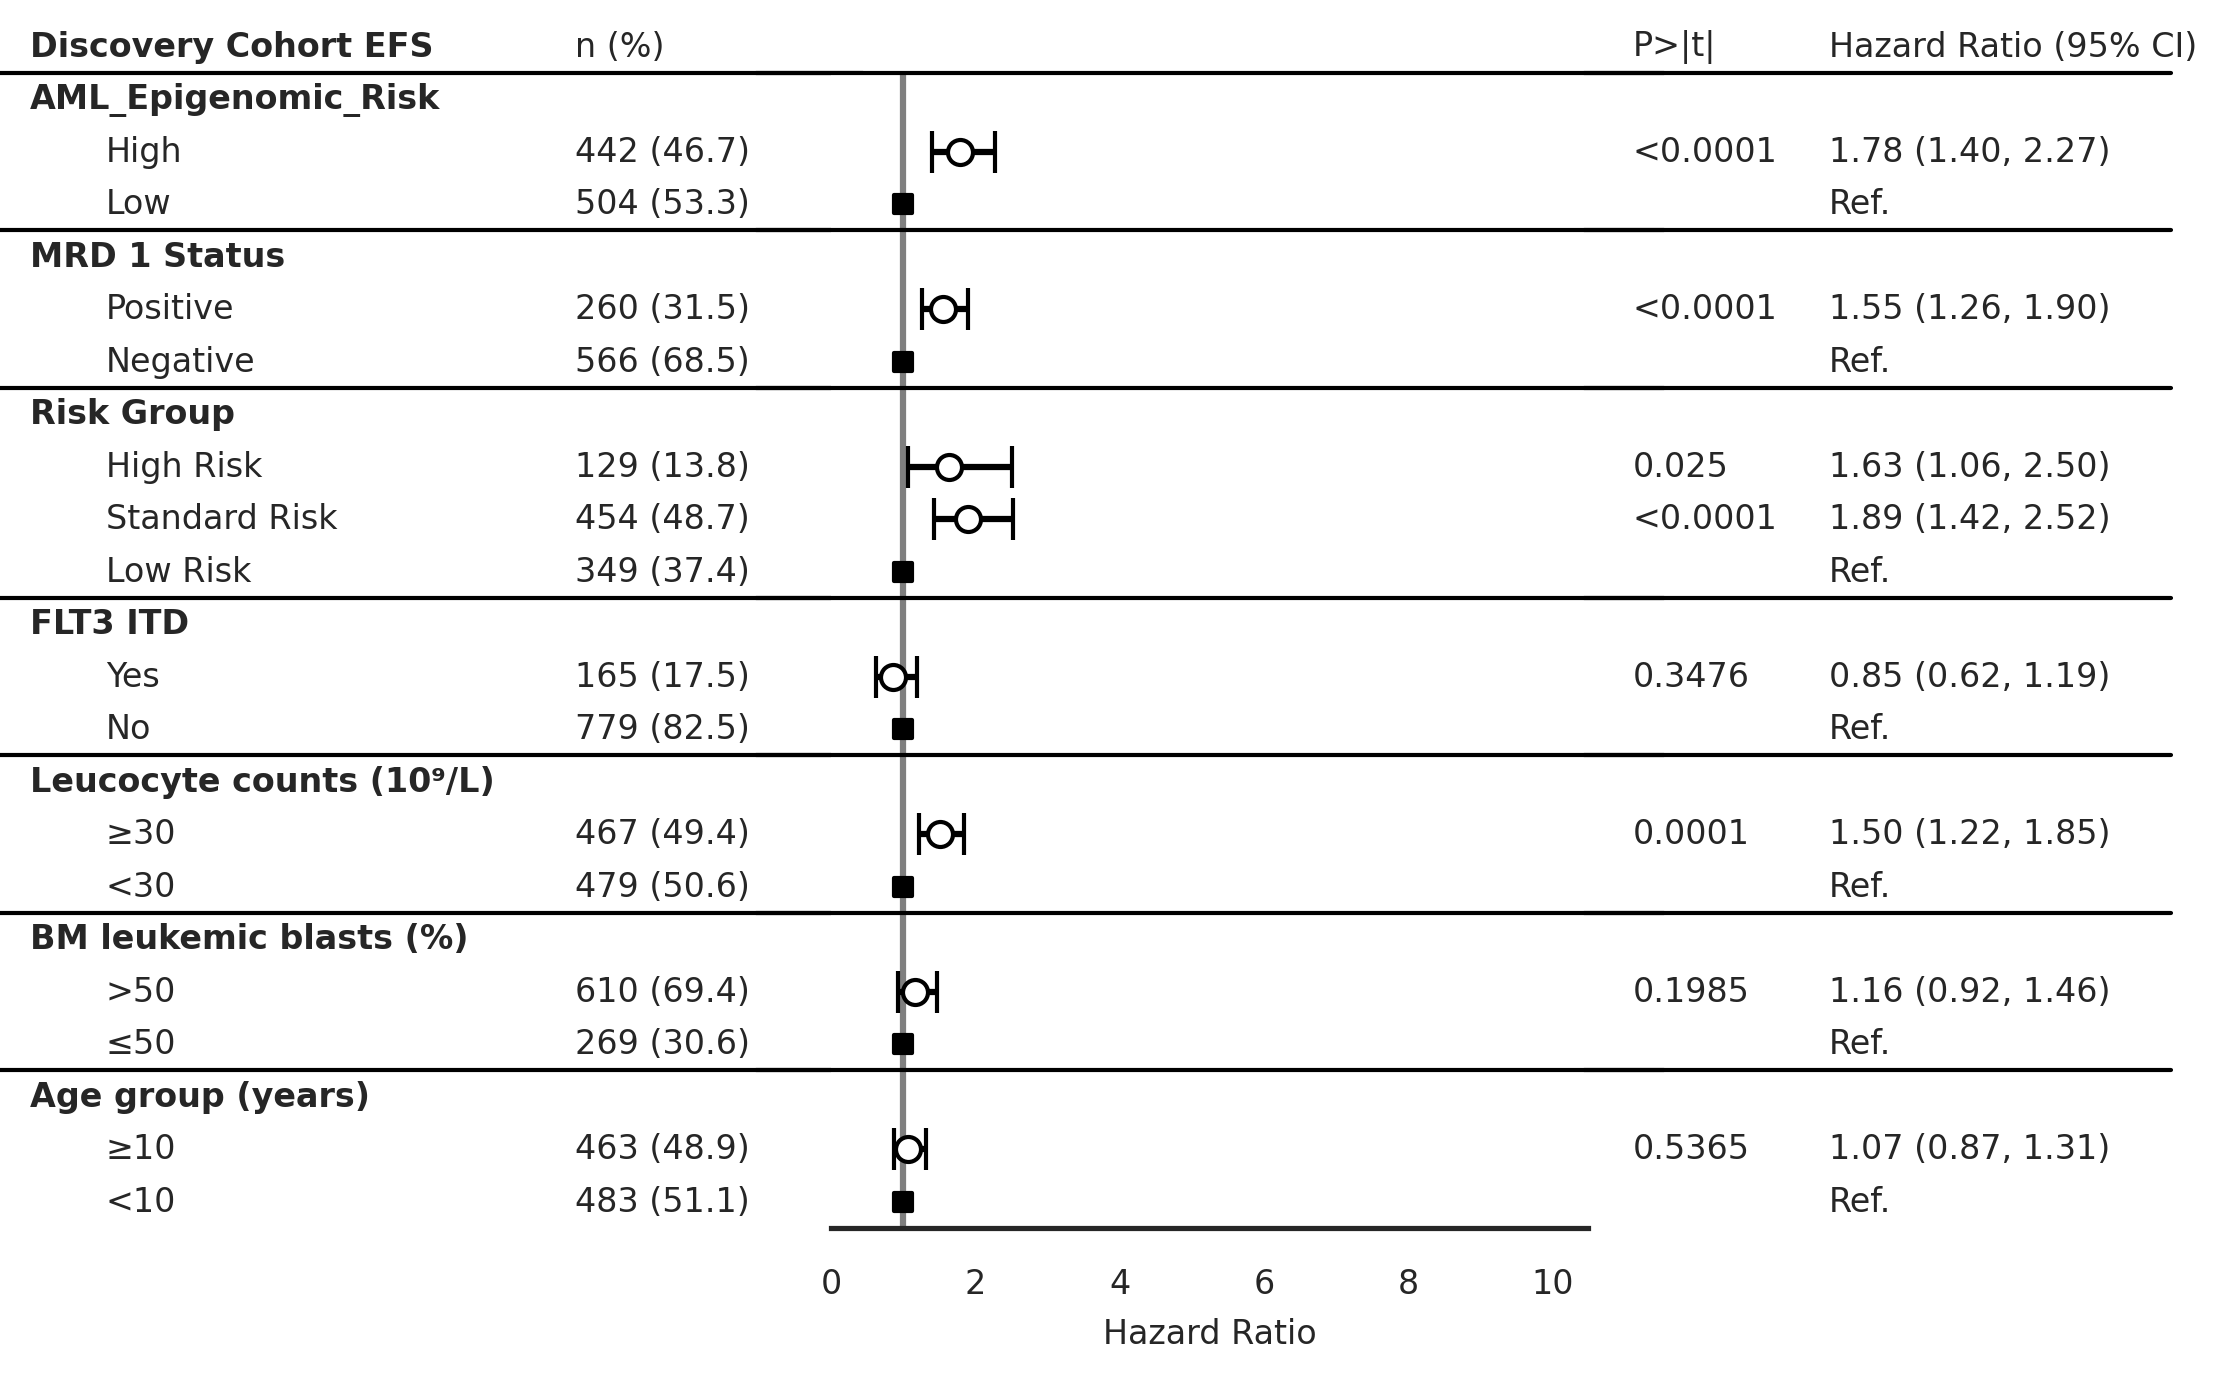 Discovery Cohort EFS n (%) P>|t| Hazard Ratio (95% CI)
AML_Epigenomic_Risk
High 442 (46.7) <0.0001 1.78 (1.40, 2.27)
Low 504 (53.3) Ref.
MRD 1 Status
Positive 260 (31.5) <0.0001 1.55 (1.26, 1.90)
Negative 566 (68.5) Ref.
Risk Group
High Risk 129 (13.8) 0.025 1.63 (1.06, 2.50)
Standard Risk 454 (48.7) <0.0001 1.89 (1.42, 2.52)
Low Risk 349 (37.4) Ref.
FLT3 ITD
Yes 165 (17.5) 0.3476 0.85 (0.62, 1.19)
No 779 (82.5) Ref.
Leucocyte counts (10⁹/L)
≥30 467 (49.4) 0.0001 1.50 (1.22, 1.85)
<30 479 (50.6) Ref.
BM leukemic blasts (%)
>50 610 (69.4) 0.1985 1.16 (0.92, 1.46)
≤50 269 (30.6) Ref.
Age group (years)
≥10 463 (48.9) 0.5365 1.07 (0.87, 1.31)
<10 483 (51.1) Ref.
0 2 4 6 8 10
Hazard Ratio